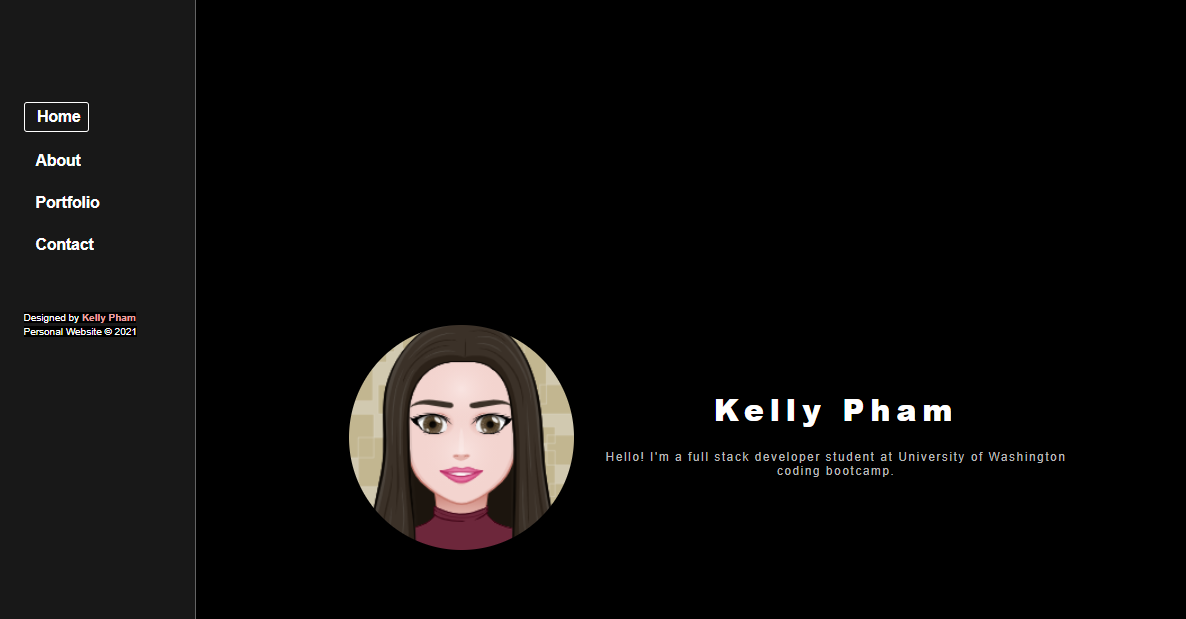 Home
About
Portfolio
Contact
Designed by Kelly Pham
Personal Website © 2021
Kelly Pham
Hello! I'm a full stack developer student at University of Washington
coding bootcamp.